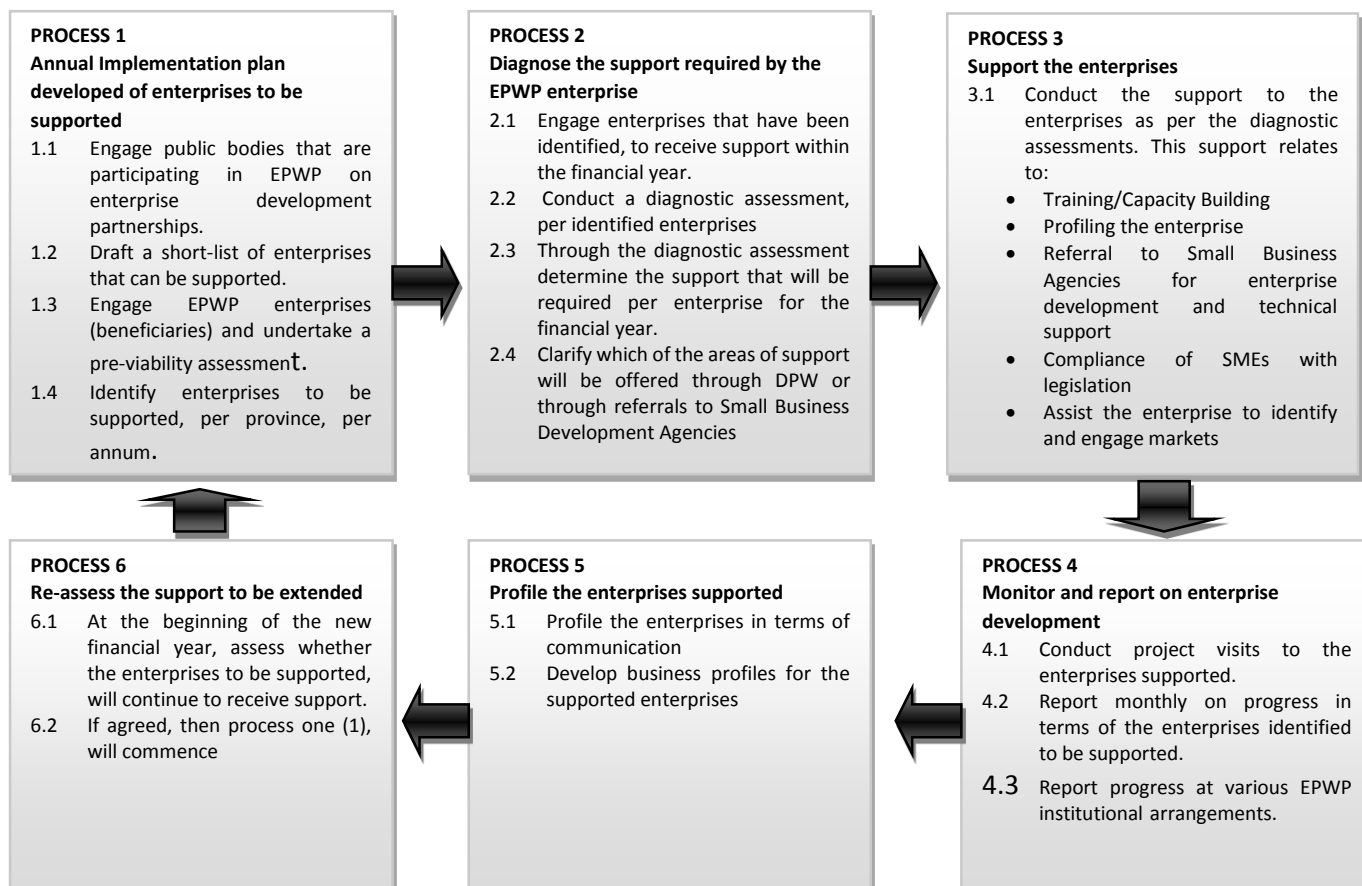 PROCESS 1
Annual Implementation plan
developed of enterprises to be
supported
1.1 Engage public bodies that are
participating in EPWP on
enterprise development
partnerships.
1.2 Draft a short-list of enterprises
that can be supported.
1.3 Engage EPWP enterprises
(beneficiaries) and undertake a
pre-viability assessment.
1.4 Identify enterprises to be
supported, per province, per
annum.
PROCESS 2
Diagnose the support required by the
EPWP enterprise
2.1 Engage enterprises that have been
identified, to receive support within
the financial year.
2.2 Conduct a diagnostic assessment,
per identified enterprises
2.3 Through the diagnostic assessment
determine the support that will be
required per enterprise for the
financial year.
2.4 Clarify which of the areas of support
will be offered through DPW or
through referrals to Small Business
Development Agencies
PROCESS 3
Support the enterprises
3.1 Conduct the support to the
enterprises as per the diagnostic
assessments. This support relates
to:
• Training/Capacity Building
• Profiling the enterprise
• Referral to Small Business
Agencies for enterprise
development and technical
support
• Compliance of SMEs with
legislation
• Assist the enterprise to identify
and engage markets
PROCESS 4
Monitor and report on enterprise
development
4.1 Conduct project visits to the
enterprises supported.
4.2 Report monthly on progress in
terms of the enterprises identified
to be supported.
4.3 Report progress at various EPWP
institutional arrangements.
PROCESS 5
Profile the enterprises supported
5.1 Profile the enterprises in terms of
communication
5.2 Develop business profiles for the
supported enterprises
PROCESS 6
Re-assess the support to be extended
6.1 At the beginning of the new
financial year, assess whether
the enterprises to be supported,
will continue to receive support.
6.2 If agreed, then process one (1),
will commence